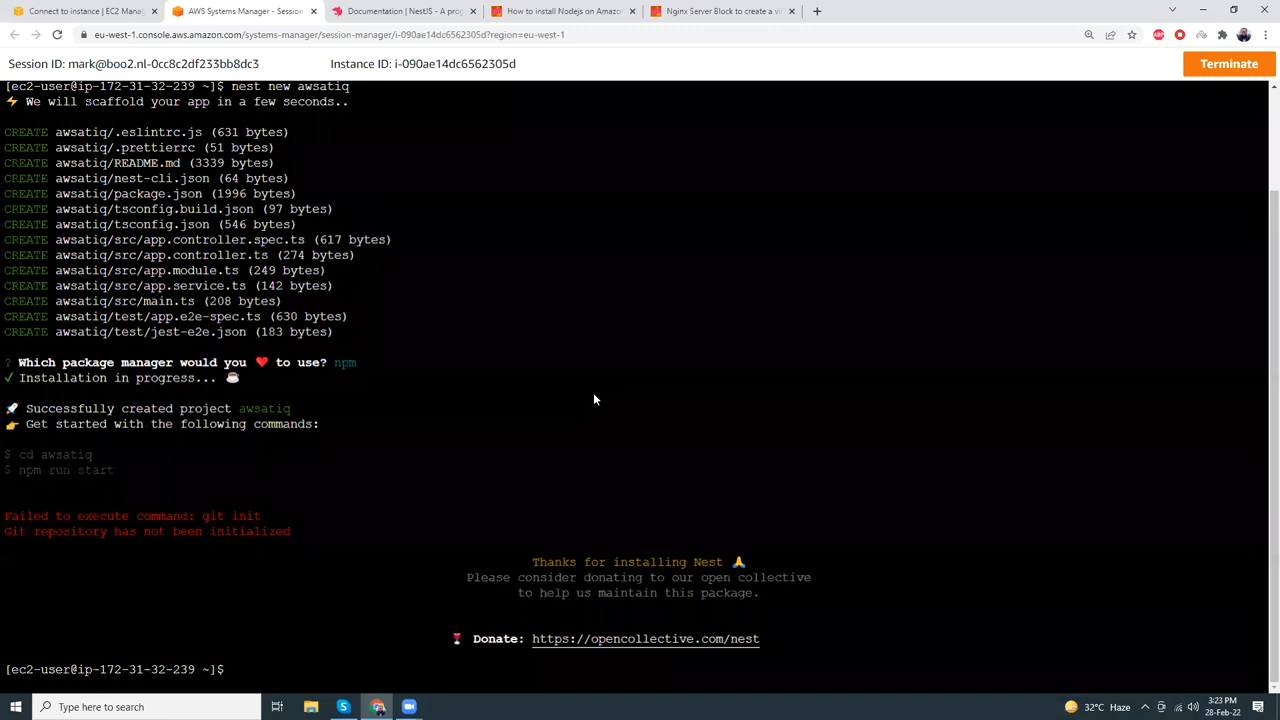 Connect to instance | EC2 Manag
AWS Systems Manager - Session
Documentation | NestJS - A prog
How to install Nodejs on Amazon
Nginx Server Block to create a vi
eu-west-1.console.aws.amazon.com/systems-manager/session-manager/i-090ae14dc6562305d?region=eu-west-1
ABP
Session ID: mark@boo2.nl-0cc8c2df233bb8dc3
Instance ID: i-090ae14dc6562305d
Terminate
[ec2-user@ip-172-31-32-239 ~]$ nest new awsatiq
⚡ We will scaffold your app in a few seconds..
CREATE awsatiq/.eslintrc.js (631 bytes)
CREATE awsatiq/.prettierrc (51 bytes)
CREATE awsatiq/README.md (3339 bytes)
CREATE awsatiq/nest-cli.json (64 bytes)
CREATE awsatiq/package.json (1996 bytes)
CREATE awsatiq/tsconfig.build.json (97 bytes)
CREATE awsatiq/tsconfig.json (546 bytes)
CREATE awsatiq/src/app.controller.spec.ts (617 bytes)
CREATE awsatiq/src/app.controller.ts (274 bytes)
CREATE awsatiq/src/app.module.ts (249 bytes)
CREATE awsatiq/src/app.service.ts (142 bytes)
CREATE awsatiq/src/main.ts (208 bytes)
CREATE awsatiq/test/app.e2e-spec.ts (630 bytes)
CREATE awsatiq/test/jest-e2e.json (183 bytes)
? Which package manager would you ❤️ to use? npm
✓ Installation in progress... ☕
🚀 Successfully created project awsatiq
👉 Get started with the following commands:
$ cd awsatiq
$ npm run start
Failed to execute command: git init
Git repository has not been initialized
Thanks for installing Nest 🙏
Please consider donating to our open collective
to help us maintain this package.
🍷 Donate: https://opencollective.com/nest
[ec2-user@ip-172-31-32-239 ~]$
Type here to search
32°C Haze
3:23 PM
28-Feb-22